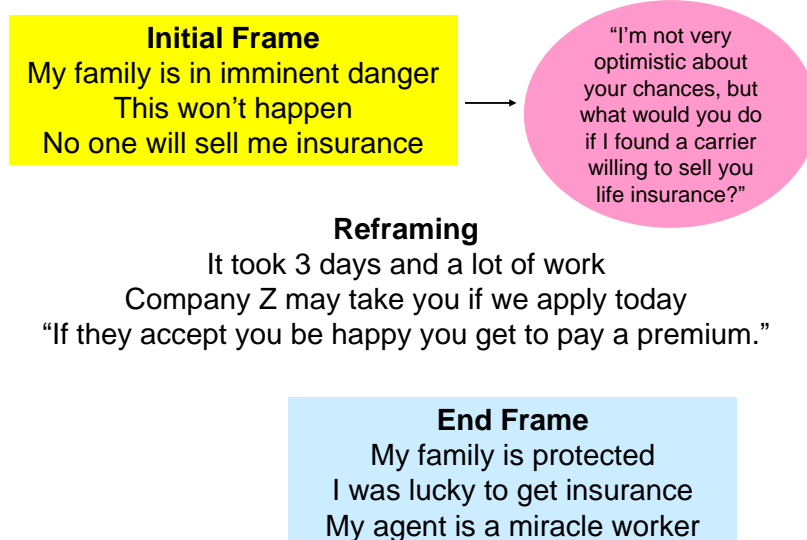 Initial Frame
My family is in imminent danger
This won’t happen
No one will sell me insurance
“I’m not very
optimistic about
your chances, but
what would you do
if I found a carrier
willing to sell you
life insurance?”
Reframing
It took 3 days and a lot of work
Company Z may take you if we apply today
“If they accept you be happy you get to pay a premium.”
End Frame
My family is protected
I was lucky to get insurance
My agent is a miracle worker